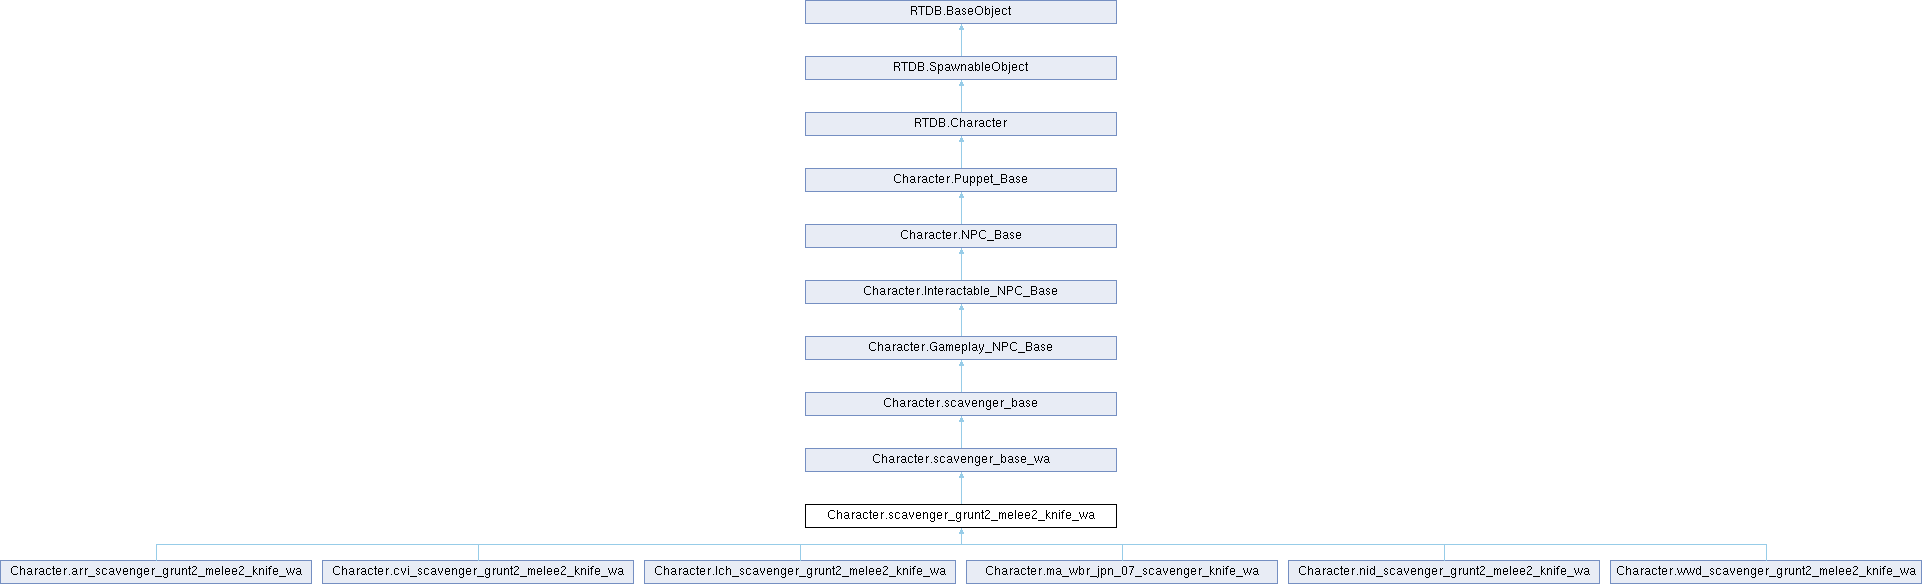 RTDB.BaseObject
RTDB.SpawnableObject
RTDB.Character
Character.Puppet_Base
Character.NPC_Base
Character.Interactable_NPC_Base
Character.Gameplay_NPC_Base
Character.scavenger_base
Character.scavenger_base_wa
Character.scavenger_grunt2_melee2_knife_wa
Character.arr_scavenger_grunt2_melee2_knife_wa
Character.cvi_scavenger_grunt2_melee2_knife_wa
Character.lch_scavenger_grunt2_melee2_knife_wa
Character.ma_wbr_jpn_07_scavenger_knife_wa
Character.nid_scavenger_grunt2_melee2_knife_wa
Character.wwd_scavenger_grunt2_melee2_knife_wa